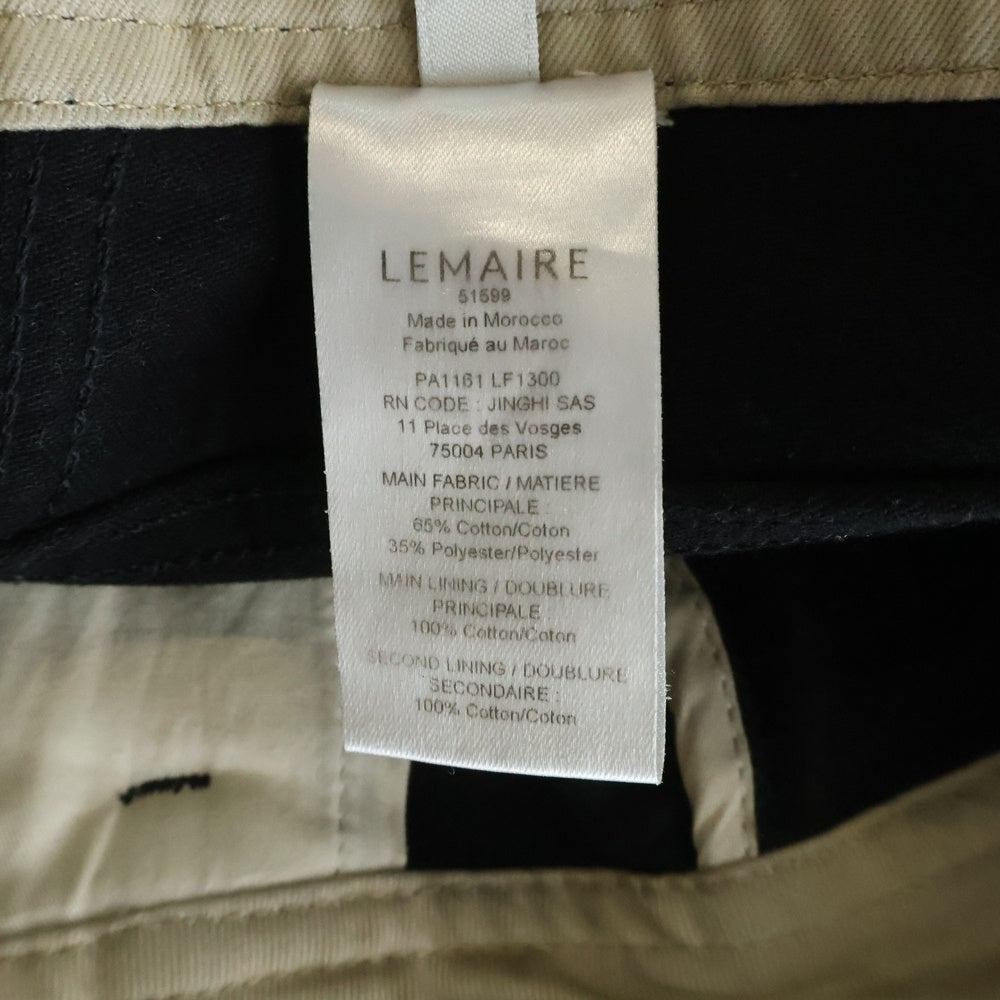 LEMAIRE
51599
Made in Morocco
Fabriqué au Maroc
PA1161 LF1300
RN CODE : JINGHI SAS
11 Place des Vosges
75004 PARIS
MAIN FABRIC / MATIERE
PRINCIPALE :
65% Cotton/Coton
35% Polyester/Polyester
MAIN LINING / DOUBLURE
PRINCIPALE :
100% Cotton/Coton
SECOND LINING / DOUBLURE
SECONDAIRE :
100% Cotton/Coton